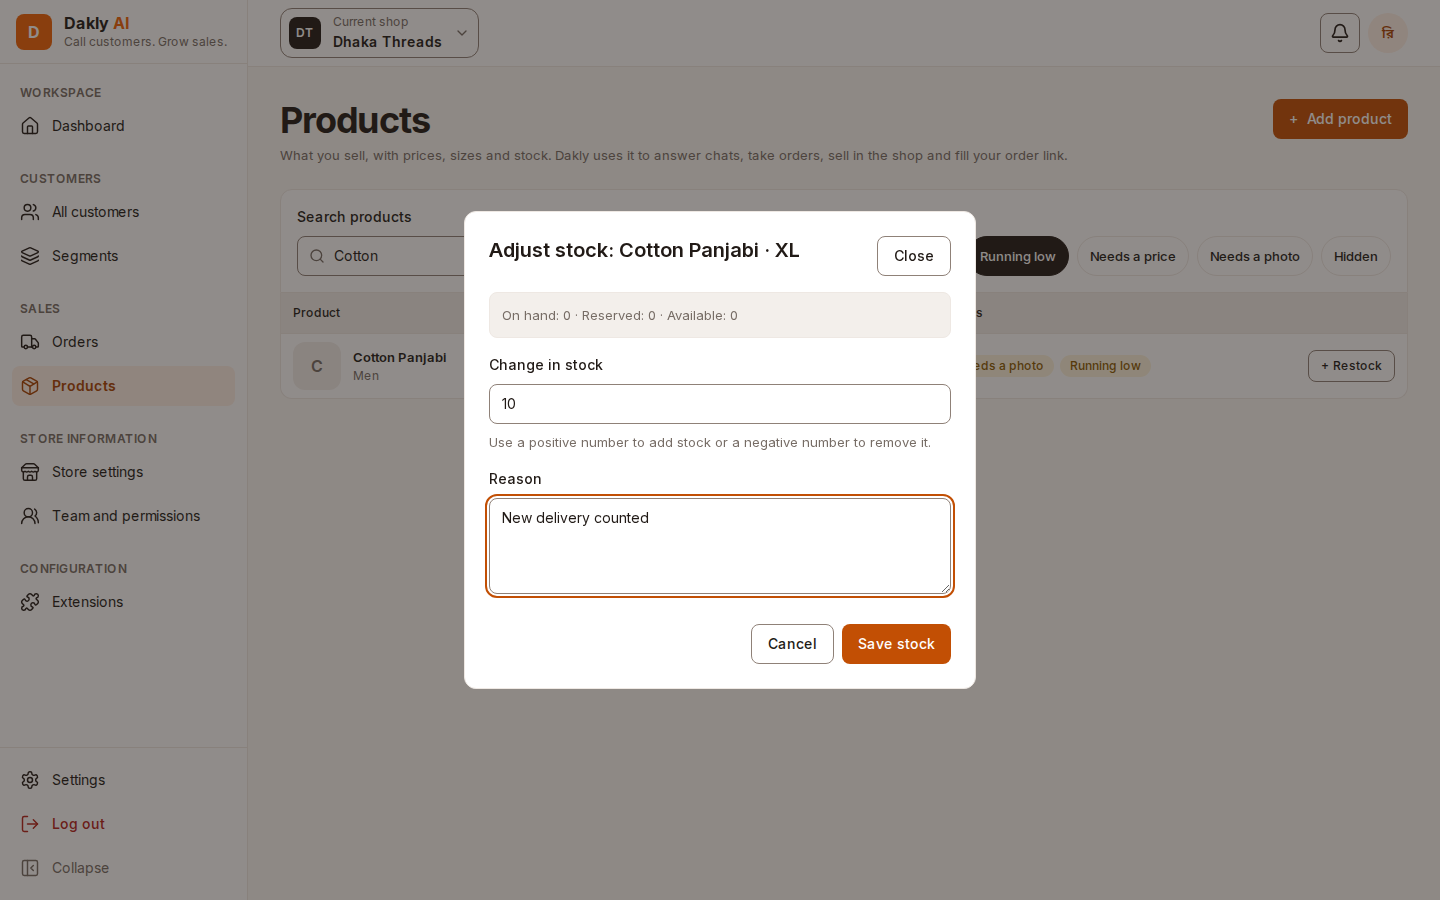 D
Dakly AI
Call customers. Grow sales.
WORKSPACE
Dashboard
CUSTOMERS
All customers
Segments
SALES
Orders
Products
STORE INFORMATION
Store settings
Team and permissions
CONFIGURATION
Extensions
Settings
Log out
Collapse
DT
Current shop
Dhaka Threads
রি
Products
What you sell, with prices, sizes and stock. Dakly uses it to answer chats, take orders, sell in the shop and fill your order link.
+ Add product
Search products
Cotton
Running low
Needs a price
Needs a photo
Hidden
Product
C
Cotton Panjabi
Men
a photo
Running low
+ Restock
Adjust stock: Cotton Panjabi · XL
Close
On hand: 0 · Reserved: 0 · Available: 0
Change in stock
10
Use a positive number to add stock or a negative number to remove it.
Reason
New delivery counted
Cancel
Save stock